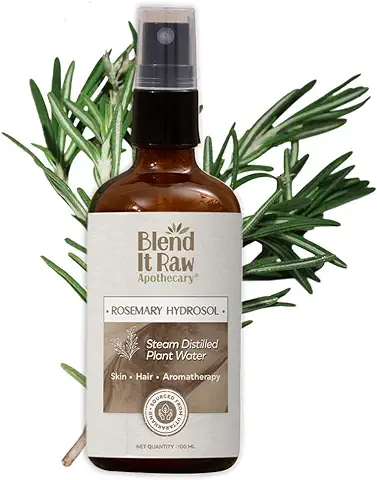 Blend
It Raw
Apothecary®
• ROSEMARY HYDROSOL •
Steam Distilled
Plant Water
Skin • Hair • Aromatherapy
• SOURCED FROM UTTARAKHAND •
NET QUANTITY : 100 ML